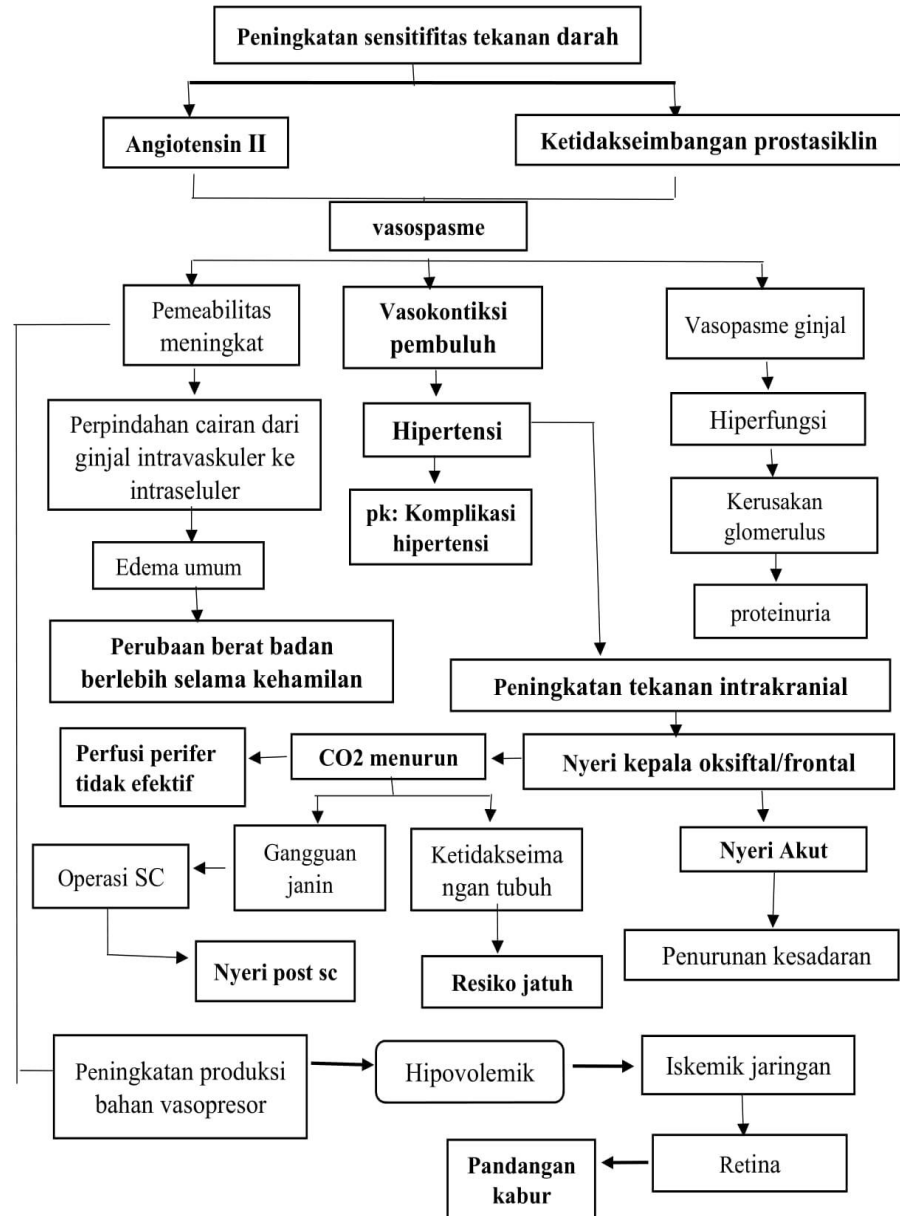 Peningkatan sensitifitas tekanan darah
Angiotensin II
Ketidakseimbangan prostasiklin
vasospasme
Pemeabilitas
meningkat
Vasokontiksi
pembuluh
Vasopasme ginjal
Perpindahan cairan dari
ginjal intravaskuler ke
intraseluler
Hipertensi
Hiperfungsi
pk: Komplikasi
hipertensi
Kerusakan
glomerulus
Edema umum
proteinuria
Perubaan berat badan
berlebih selama kehamilan
Peningkatan tekanan intrakranial
Perfusi perifer
tidak efektif
CO2 menurun
Nyeri kepala oksiftal/frontal
Operasi SC
Gangguan
janin
Ketidakseima
ngan tubuh
Nyeri Akut
Nyeri post sc
Resiko jatuh
Penurunan kesadaran
Peningkatan produksi
bahan vasopresor
Hipovolemik
Iskemik jaringan
Pandangan
kabur
Retina